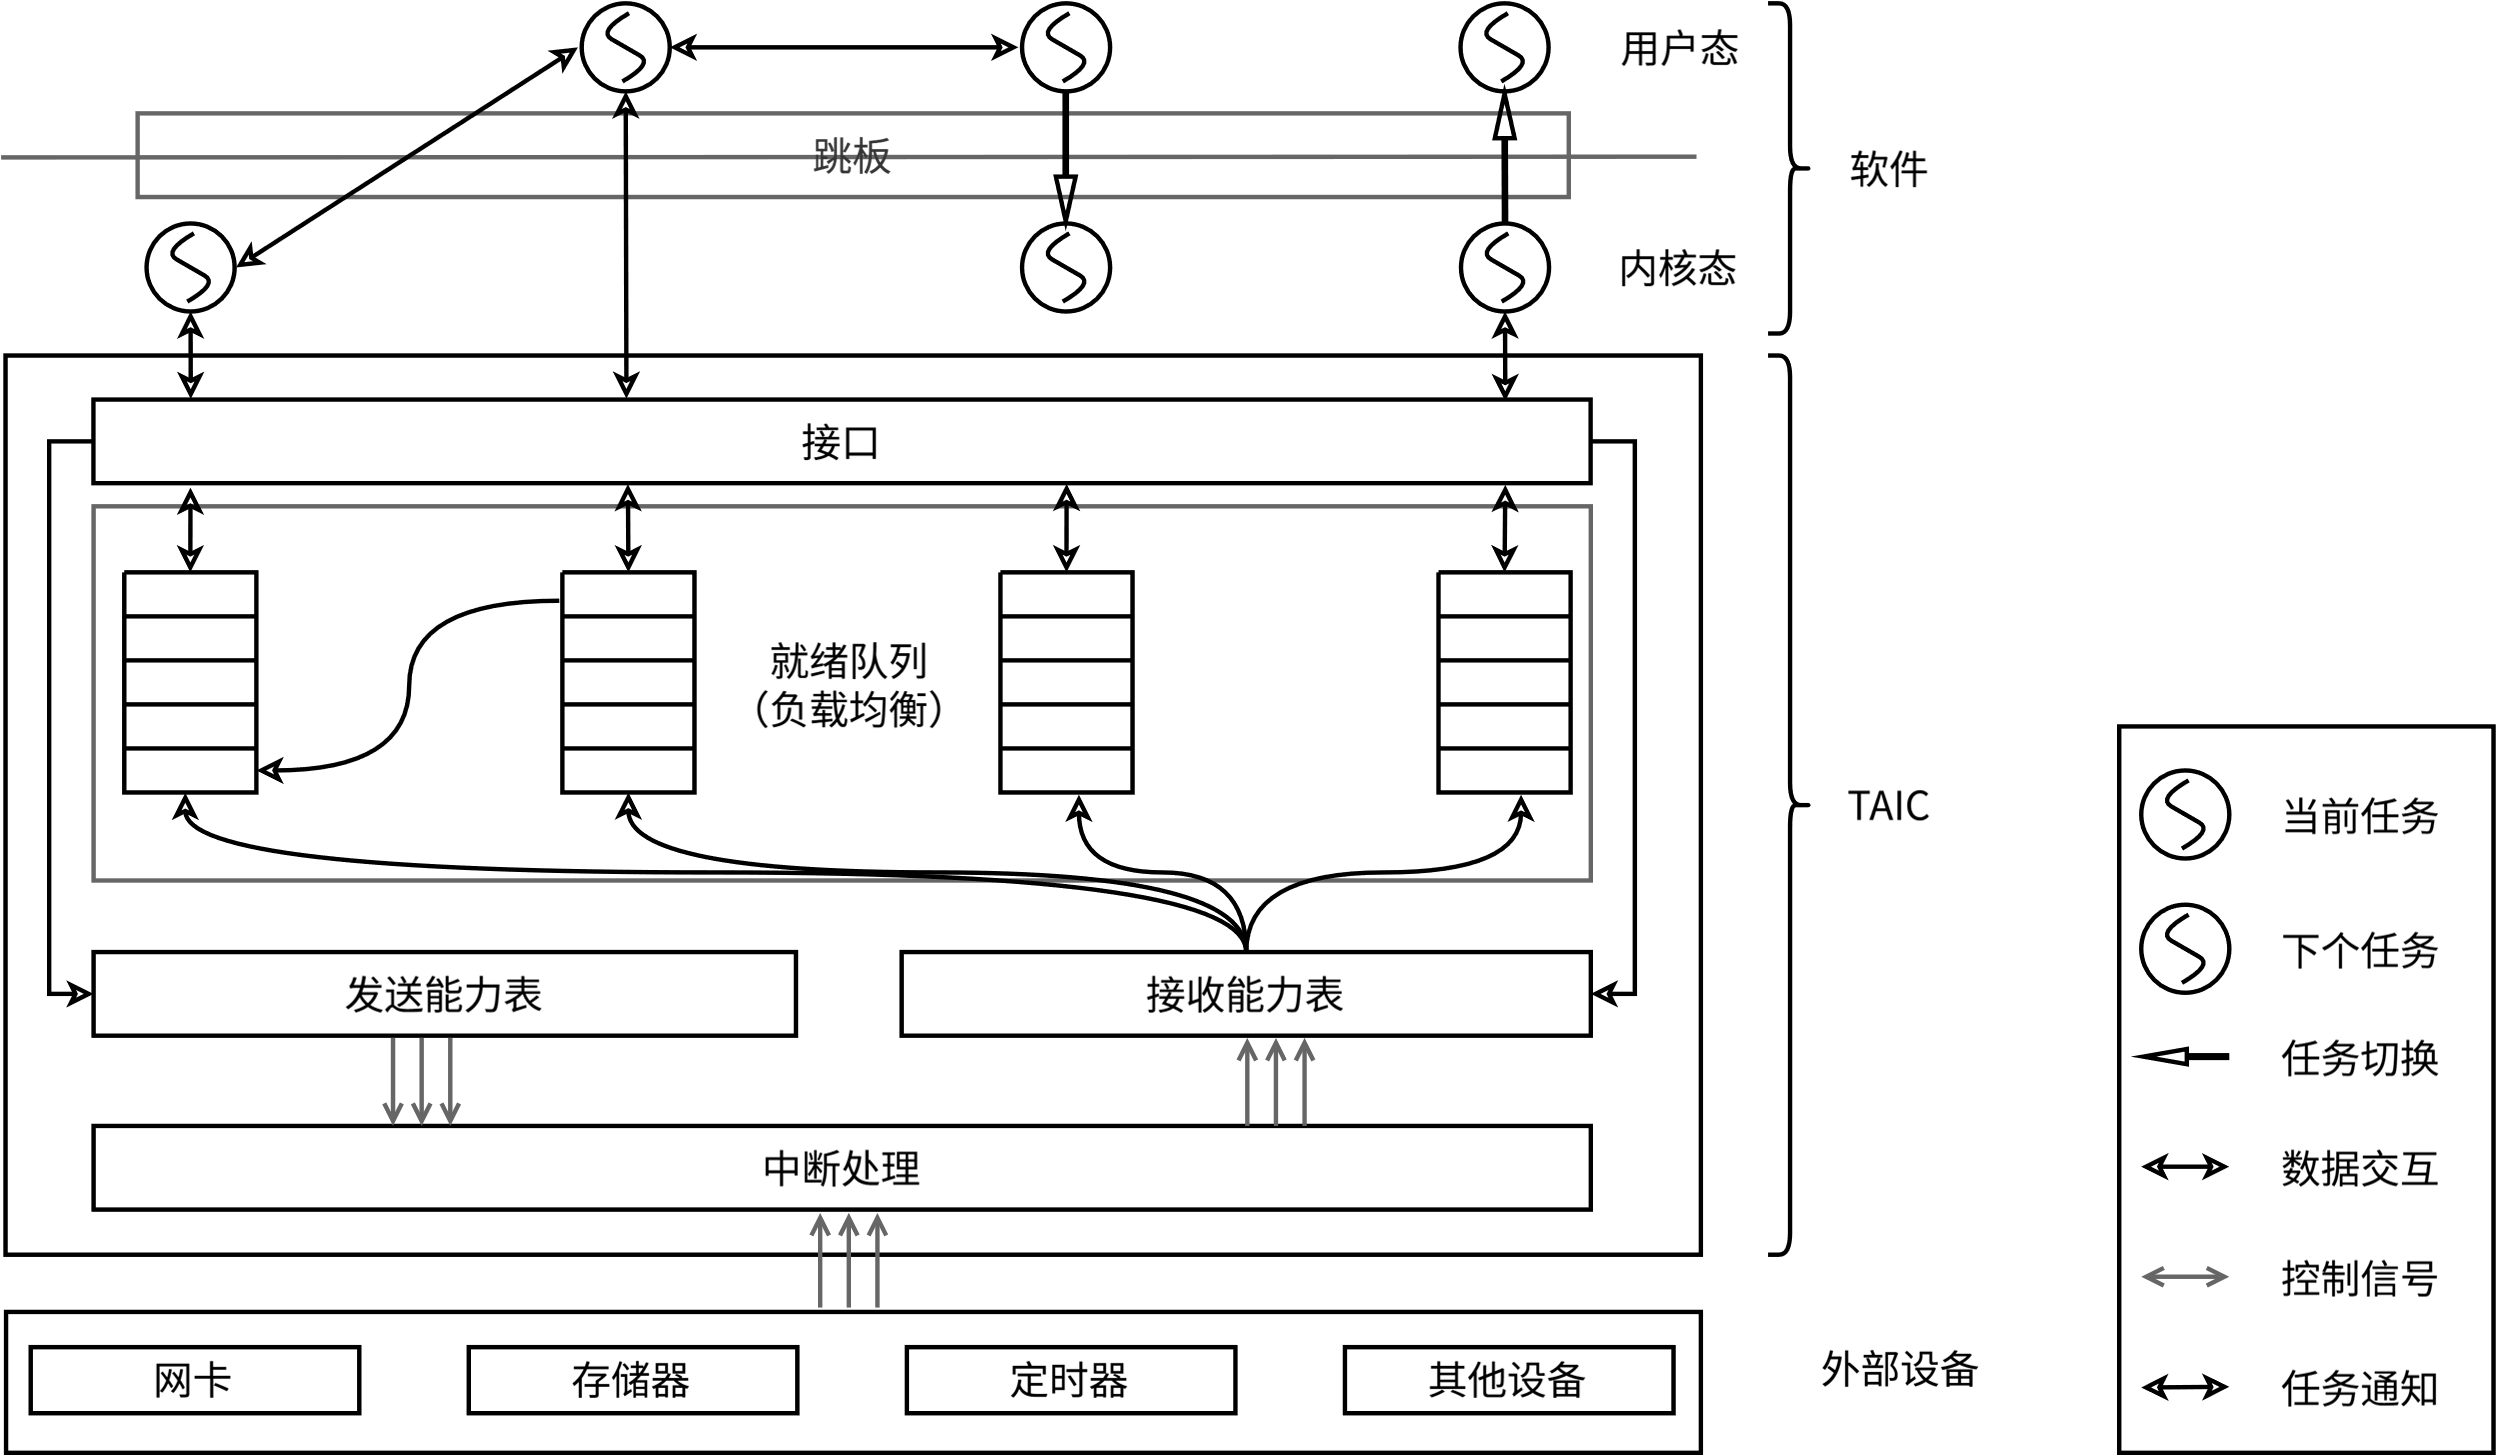 用户态
跳板
软件
内核态
接口
就绪队列
（负载均衡）
TAIC
发送能力表
接收能力表
中断处理
网卡
存储器
定时器
其他设备
外部设备
当前任务
下个任务
任务切换
数据交互
控制信号
任务通知